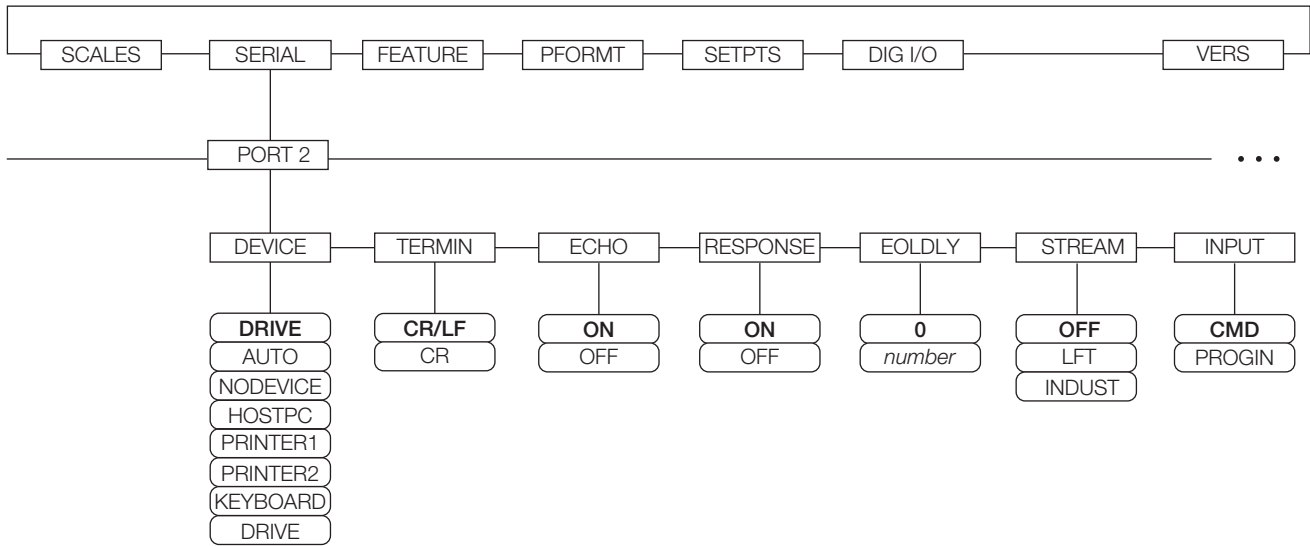 SCALES SERIAL FEATURE PFORMT SETPTS DIG I/O VERS
PORT 2
DEVICE TERMIN ECHO RESPONSE EOLDLY STREAM INPUT
DRIVE CR/LF ON ON 0 OFF CMD
AUTO CR OFF OFF number LFT PROGIN
NODEVICE INDUST
HOSTPC
PRINTER1
PRINTER2
KEYBOARD
DRIVE